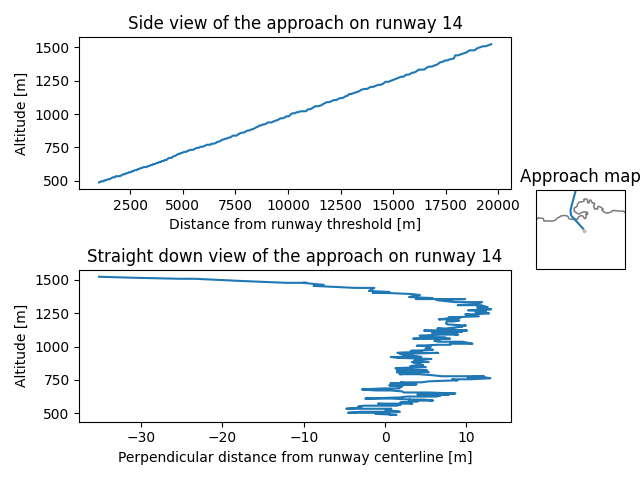 Side view of the approach on runway 14
Altitude [m]
1500
1250
1000
750
500
2500 5000 7500 10000 12500 15000 17500 20000
Distance from runway threshold [m]
Approach map
Straight down view of the approach on runway 14
Altitude [m]
1500
1250
1000
750
500
−30 −20 −10 0 10
Perpendicular distance from runway centerline [m]